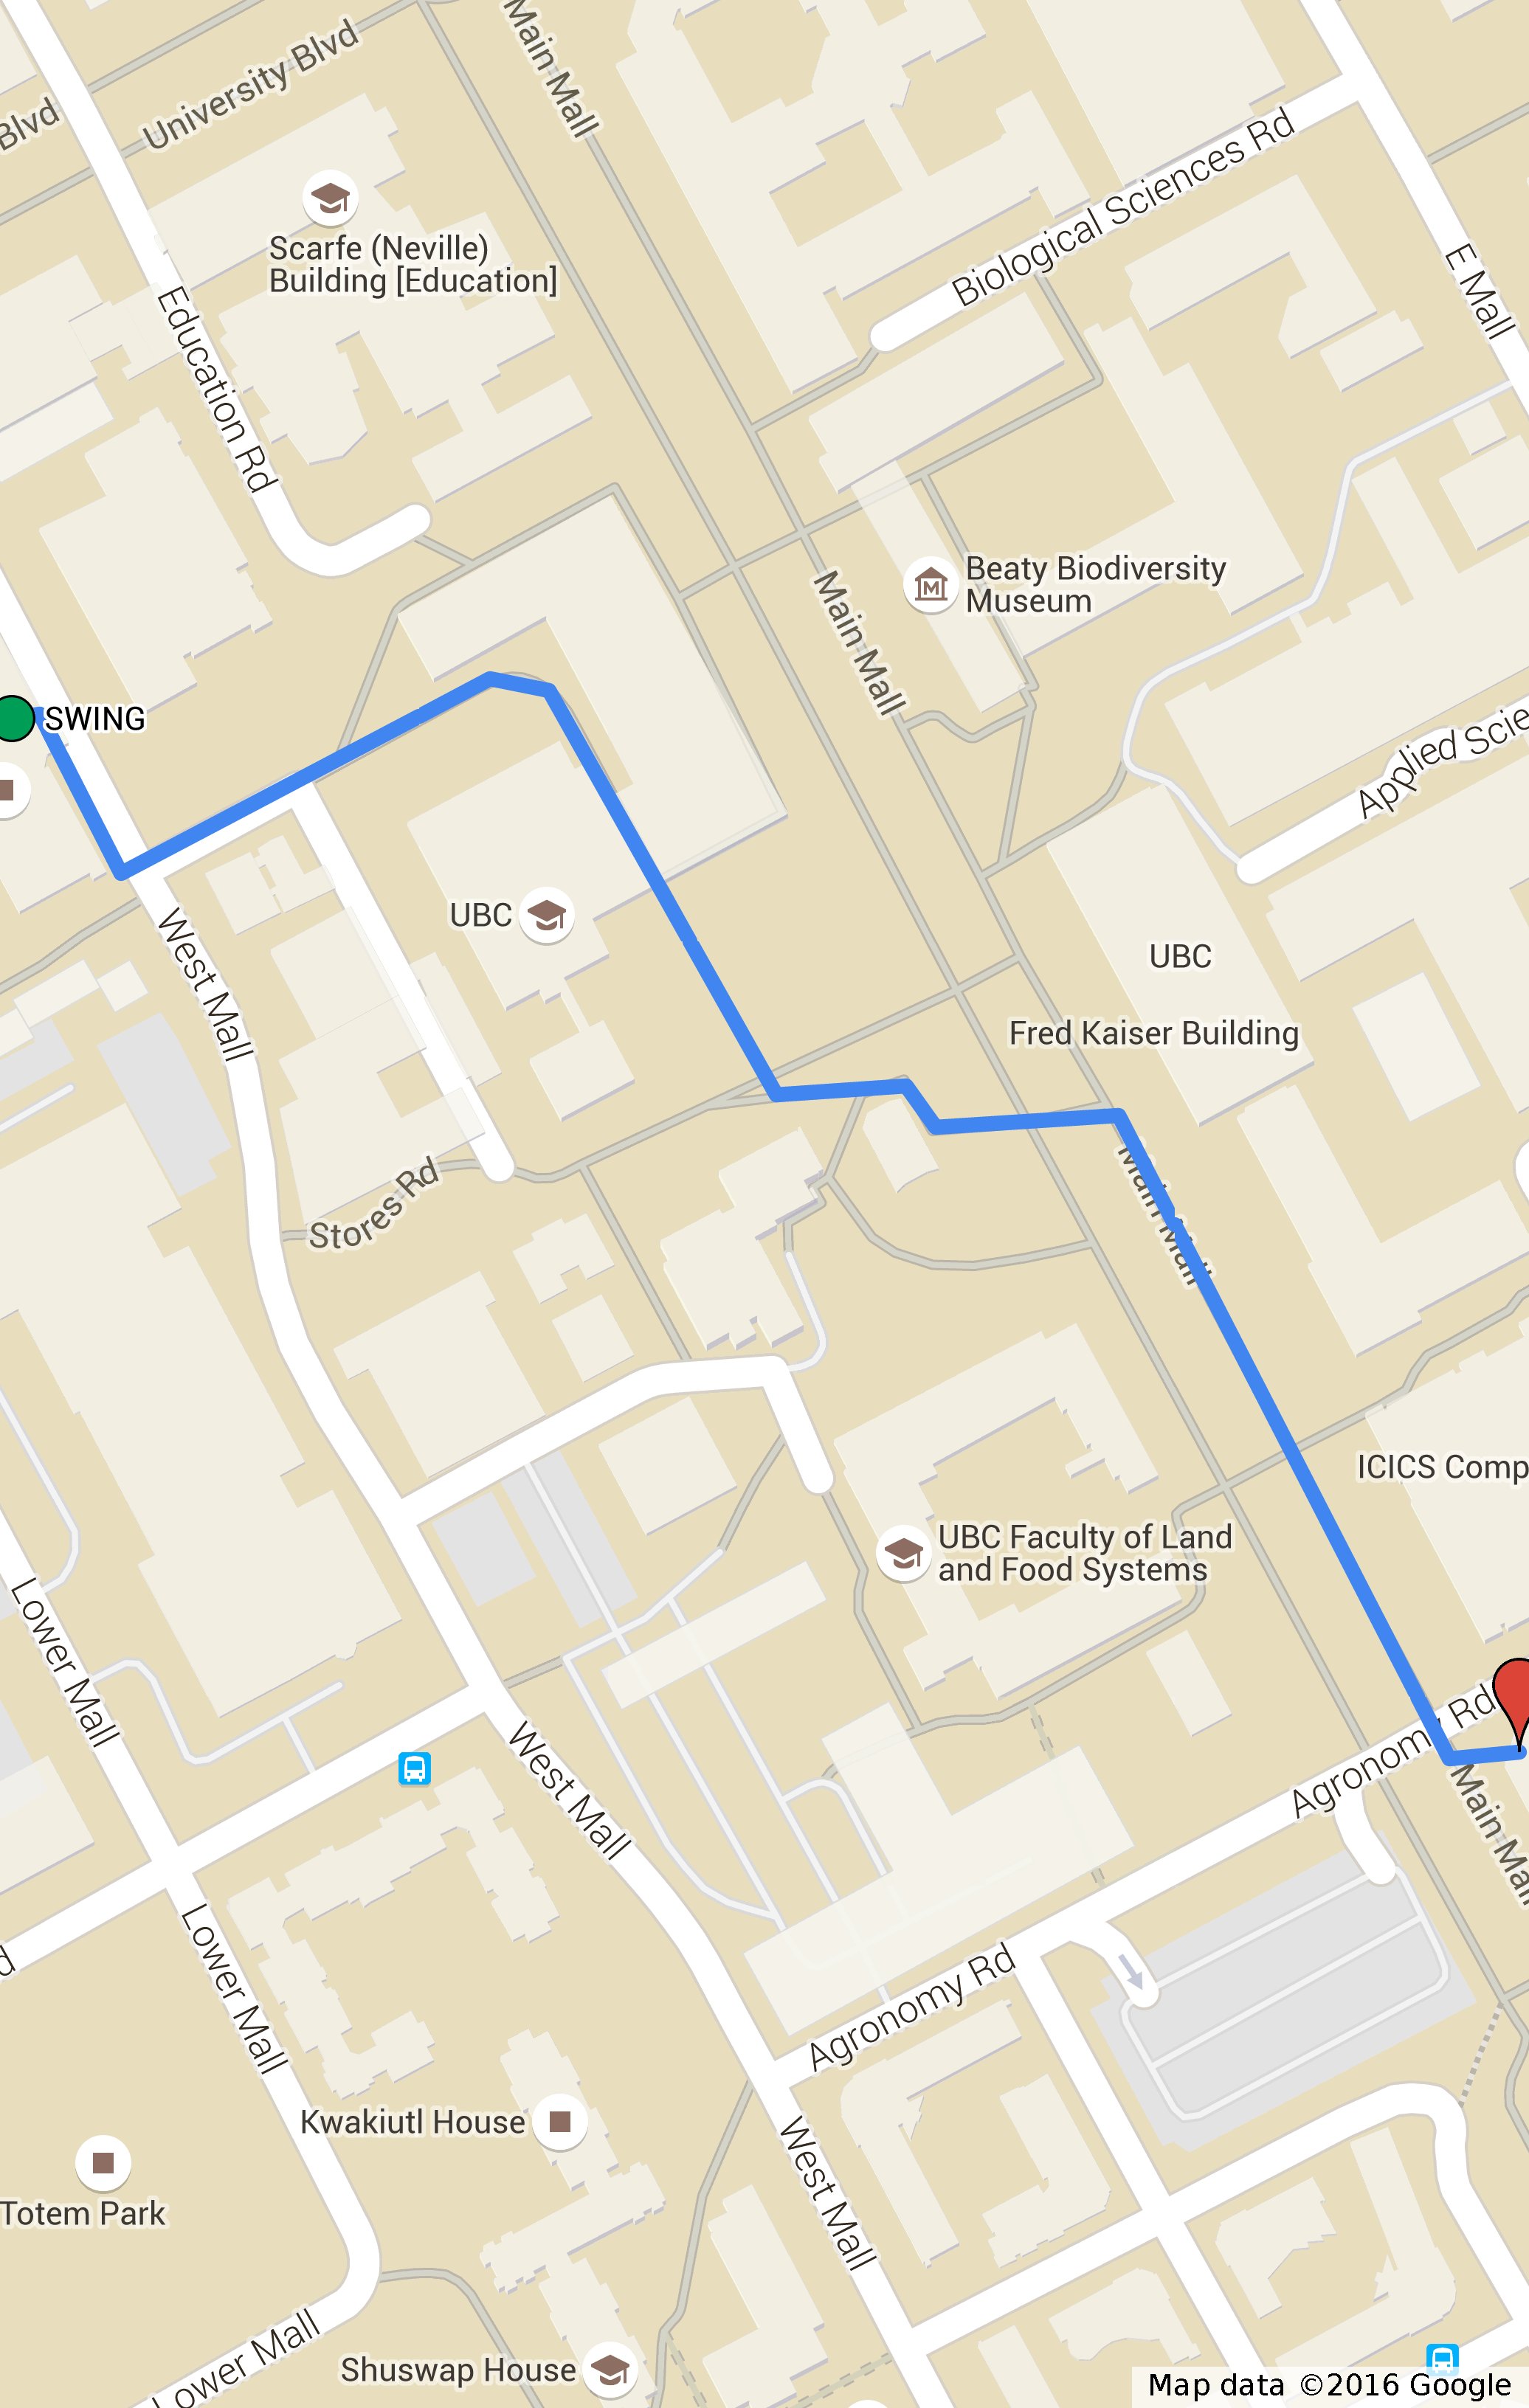 Main Mall
University Blvd
Blvd
Biological Sciences Rd
Scarfe (Neville)
Building [Education]
E Mall
Education Rd
Beaty Biodiversity
Museum
Main Mall
SWING
Applied Scie
UBC
UBC
West Mall
Fred Kaiser Building
Main Mall
Stores Rd
ICICS Comp
UBC Faculty of Land
and Food Systems
Lower Mall
Agronomy Rd
West Mall
Main Mal
Lower Mall
Agronomy Rd
Kwakiutl House
West Mall
Totem Park
Lower Mall
Shuswap House
Map data ©2016 Google